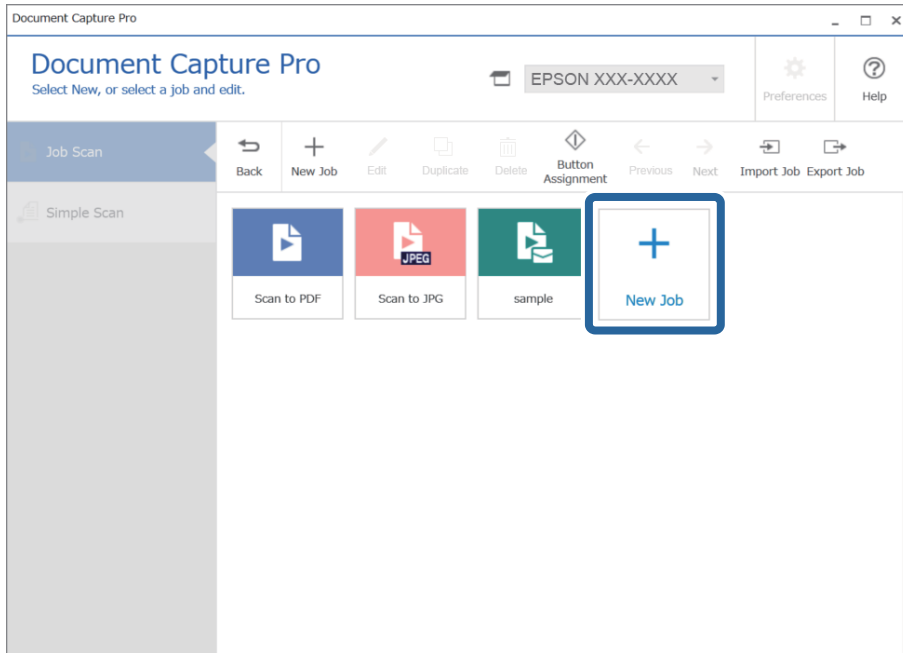 Document Capture Pro
Document Capture Pro
Select New, or select a job and edit.
EPSON XXX-XXXX
Preferences
Help
Job Scan
Simple Scan
Back
New Job
Edit
Duplicate
Delete
Button
Assignment
Previous
Next
Import Job
Export Job
JPEG
Scan to PDF
Scan to JPG
sample
New Job